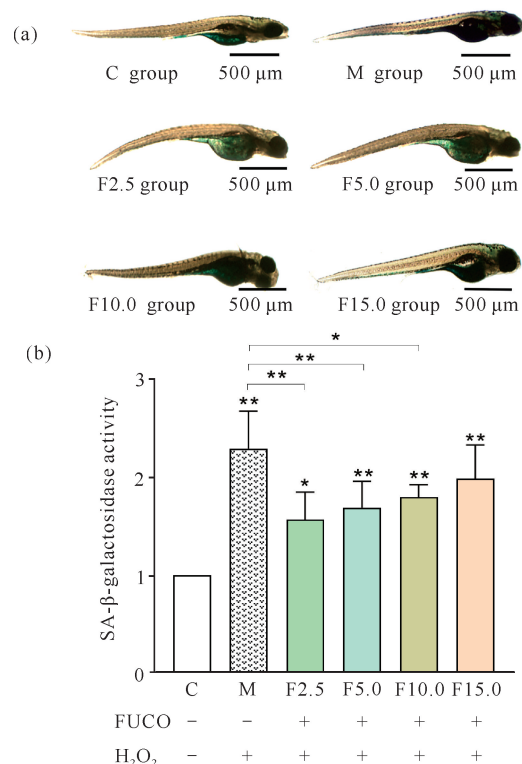 (a)
C group 500 μm
M group 500 μm
F2.5 group 500 μm
F5.0 group 500 μm
F10.0 group 500 μm
F15.0 group 500 μm
(b)
*
**
**
3
2
1
0
SA-β-galactosidase activity
**
*
**
**
**
C M F2.5 F5.0 F10.0 F15.0
FUCO − − + + + +
H₂O₂ − + + + + +